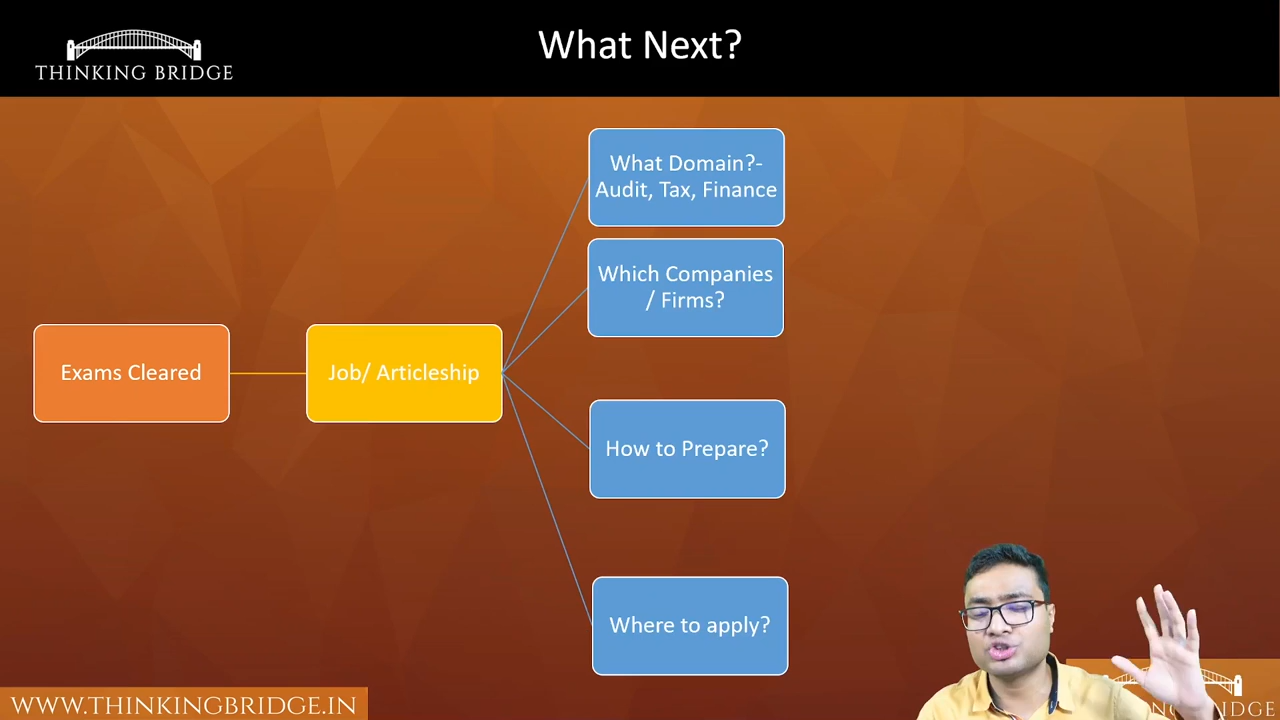 What Next?
THINKING BRIDGE
What Domain?-
Audit, Tax, Finance
Which Companies
/ Firms?
Exams Cleared
Job/ Articleship
How to Prepare?
Where to apply?
WWW.THINKINGBRIDGE.IN